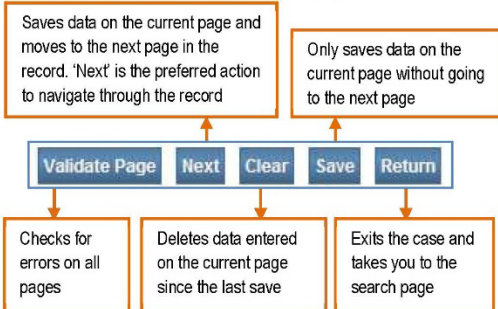 Saves data on the current page and
moves to the next page in the
record. ‘Next’ is the preferred action
to navigate through the record
Only saves data on the
current page without going
to the next page
Validate Page Next Clear Save Return
Checks for
errors on all
pages
Deletes data entered
on the current page
since the last save
Exits the case and
takes you to the
search page